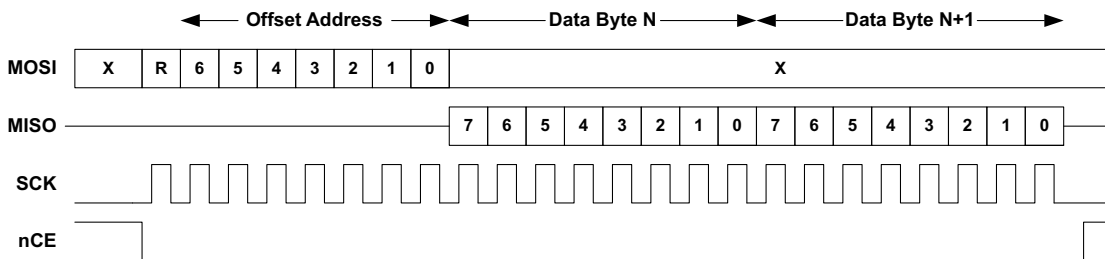 Offset Address Data Byte N Data Byte N+1
MOSI X R 6 5 4 3 2 1 0 X
MISO 7 6 5 4 3 2 1 0 7 6 5 4 3 2 1 0
SCK
nCE